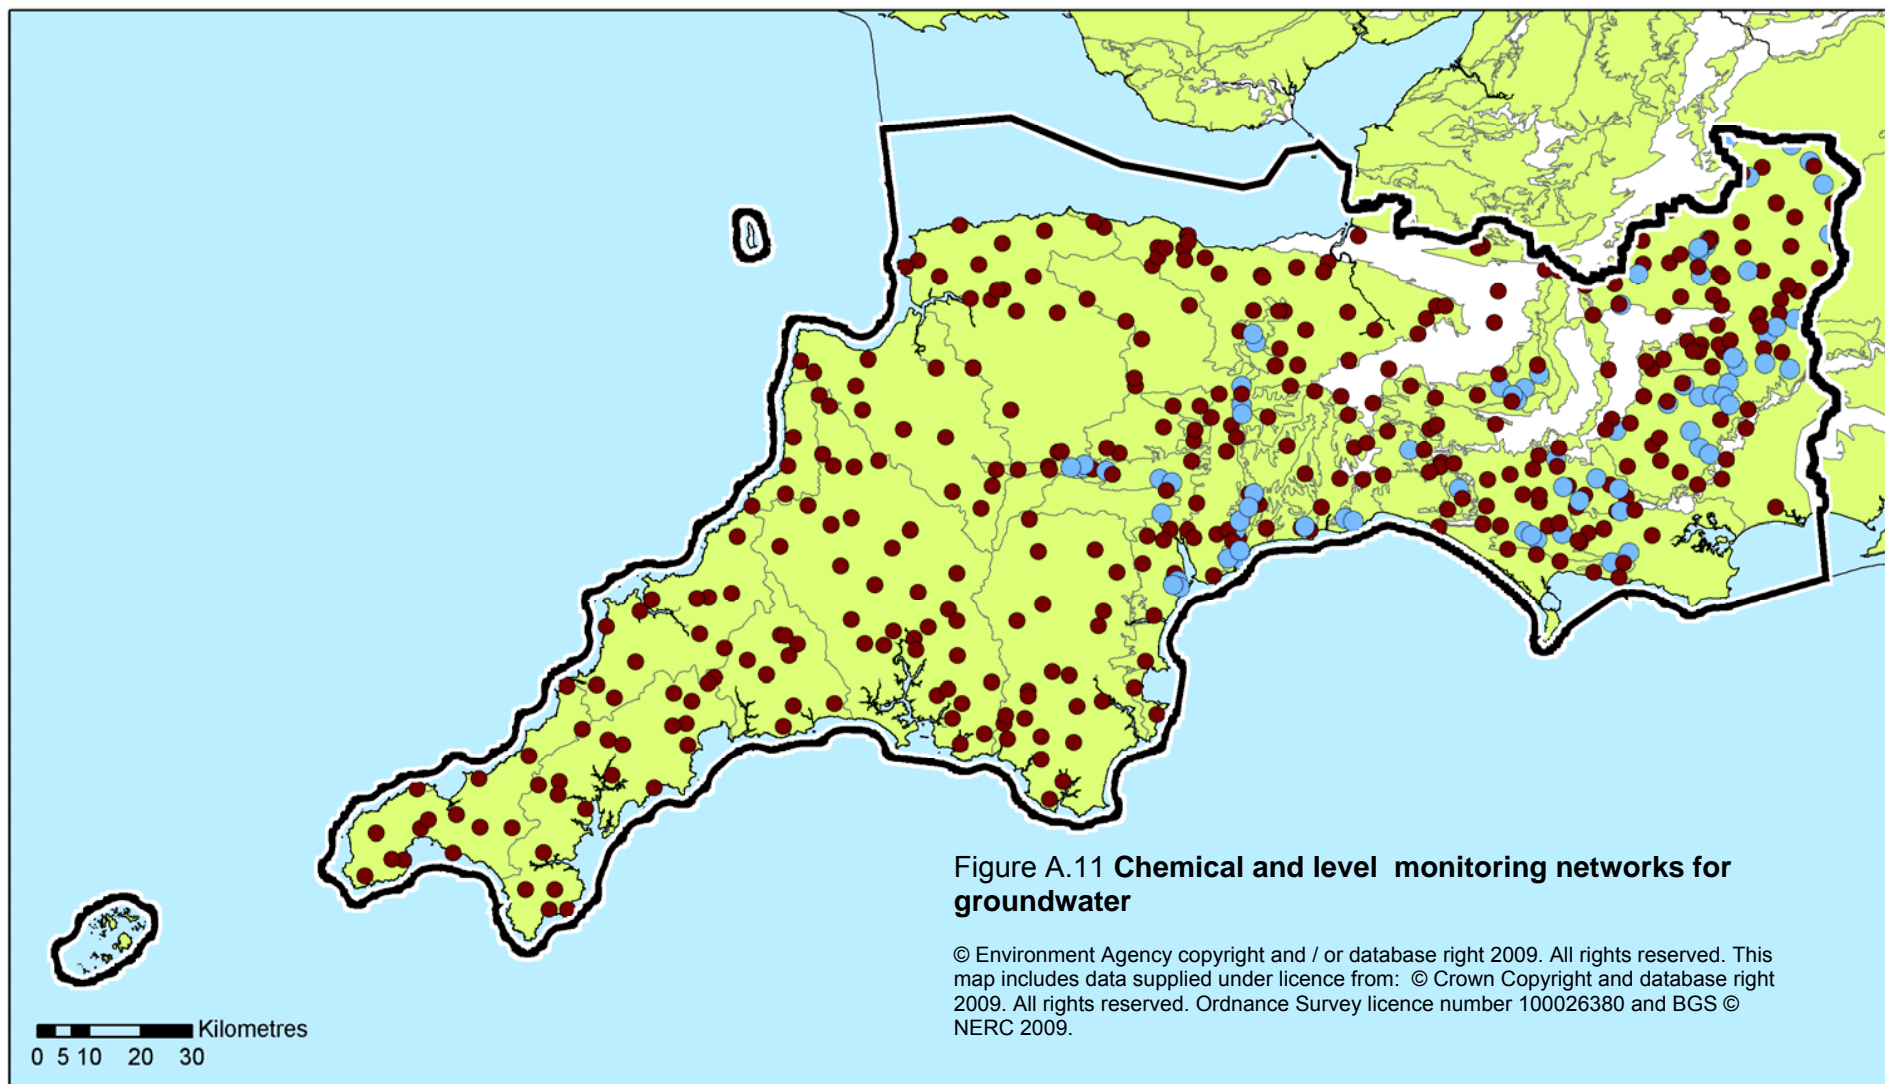 Figure A.11 Chemical and level monitoring networks for
groundwater
© Environment Agency copyright and / or database right 2009. All rights reserved. This
map includes data supplied under licence from: © Crown Copyright and database right
2009. All rights reserved. Ordnance Survey licence number 100026380 and BGS ©
NERC 2009.
Kilometres
0 5 10 20 30